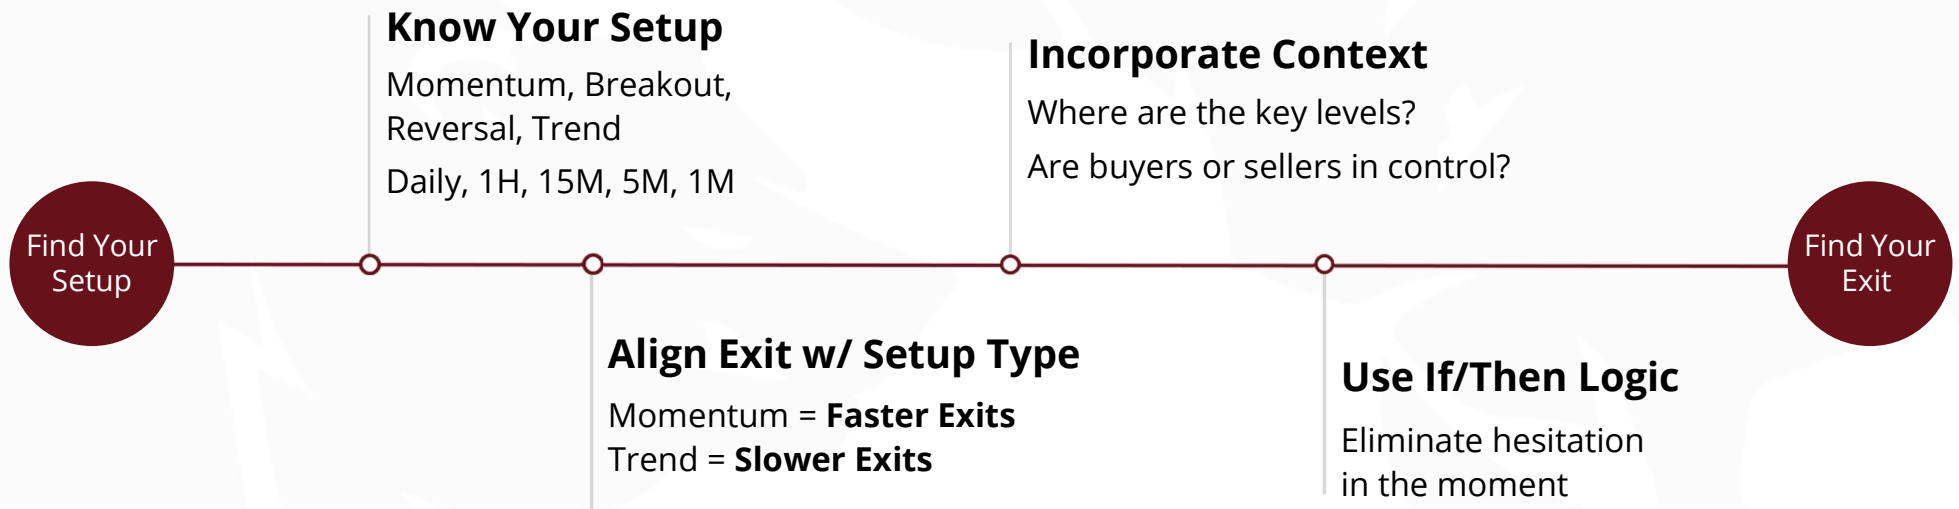 Find Your
Setup
Know Your Setup
Momentum, Breakout,
Reversal, Trend
Daily, 1H, 15M, 5M, 1M
Align Exit w/ Setup Type
Momentum = Faster Exits
Trend = Slower Exits
Incorporate Context
Where are the key levels?
Are buyers or sellers in control?
Use If/Then Logic
Eliminate hesitation
in the moment
Find Your
Exit